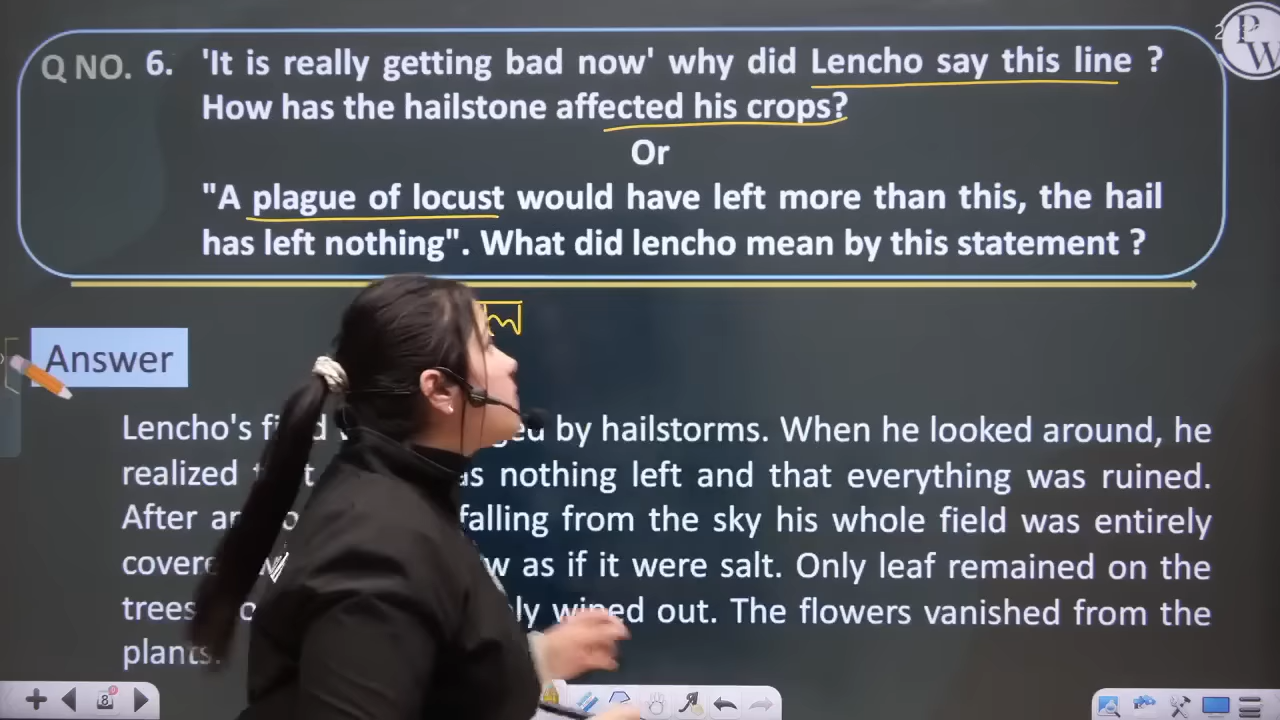 Q NO. 6. 'It is really getting bad now' why did Lencho say this line ?
How has the hailstone affected his crops?
Or
"A plague of locust would have left more than this, the hail
has left nothing". What did lencho mean by this statement ?
Answer
Lencho's by hailstorms. When he looked around, he
realized nothing left and that everything was ruined.
After falling from the sky his whole field was entirely
as if it were salt. Only leaf remained on the
trees wiped out. The flowers vanished from the
plants.
PW
8